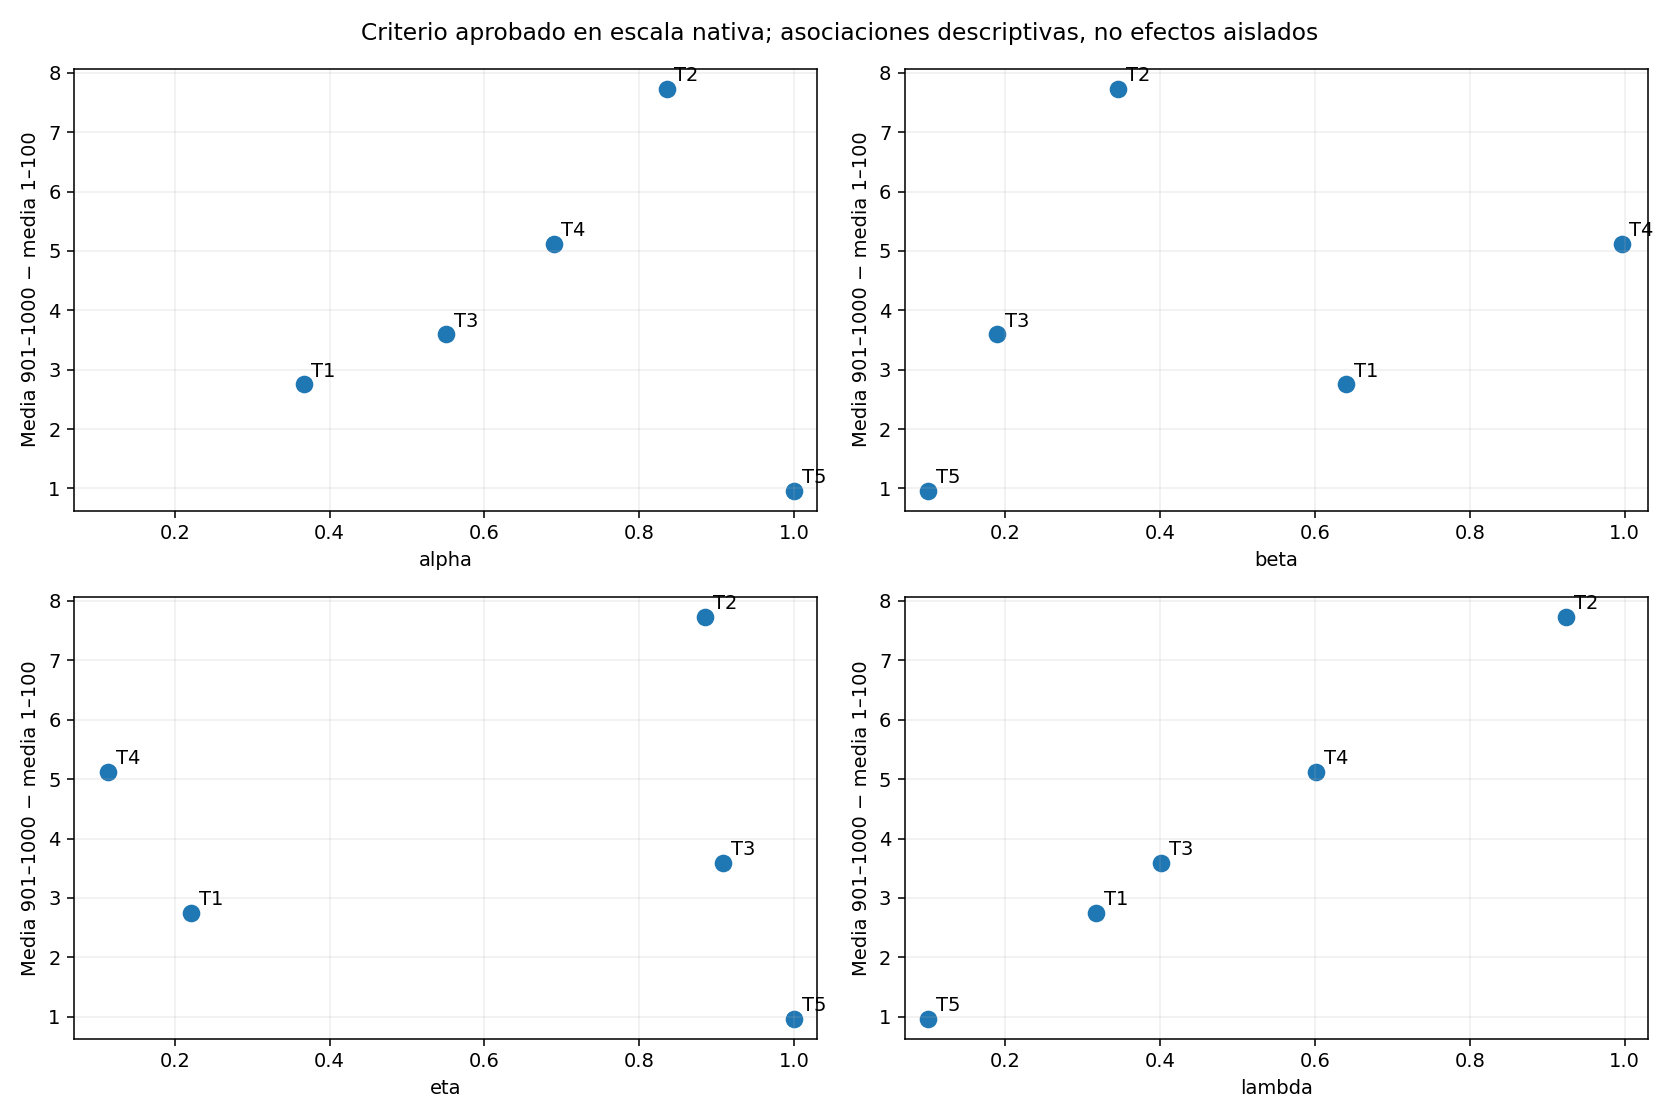 Criterio aprobado en escala nativa; asociaciones descriptivas, no efectos aislados
Media 901–1000 − media 1–100
8
7
6
5
4
3
2
1
T2
T4
T3
T1
T5
0.2 0.4 0.6 0.8 1.0
alpha
Media 901–1000 − media 1–100
8
7
6
5
4
3
2
1
T2
T4
T3
T1
T5
0.2 0.4 0.6 0.8 1.0
beta
Media 901–1000 − media 1–100
8
7
6
5
4
3
2
1
T2
T4
T3
T1
T5
0.2 0.4 0.6 0.8 1.0
eta
Media 901–1000 − media 1–100
8
7
6
5
4
3
2
1
T2
T4
T3
T1
T5
0.2 0.4 0.6 0.8 1.0
lambda